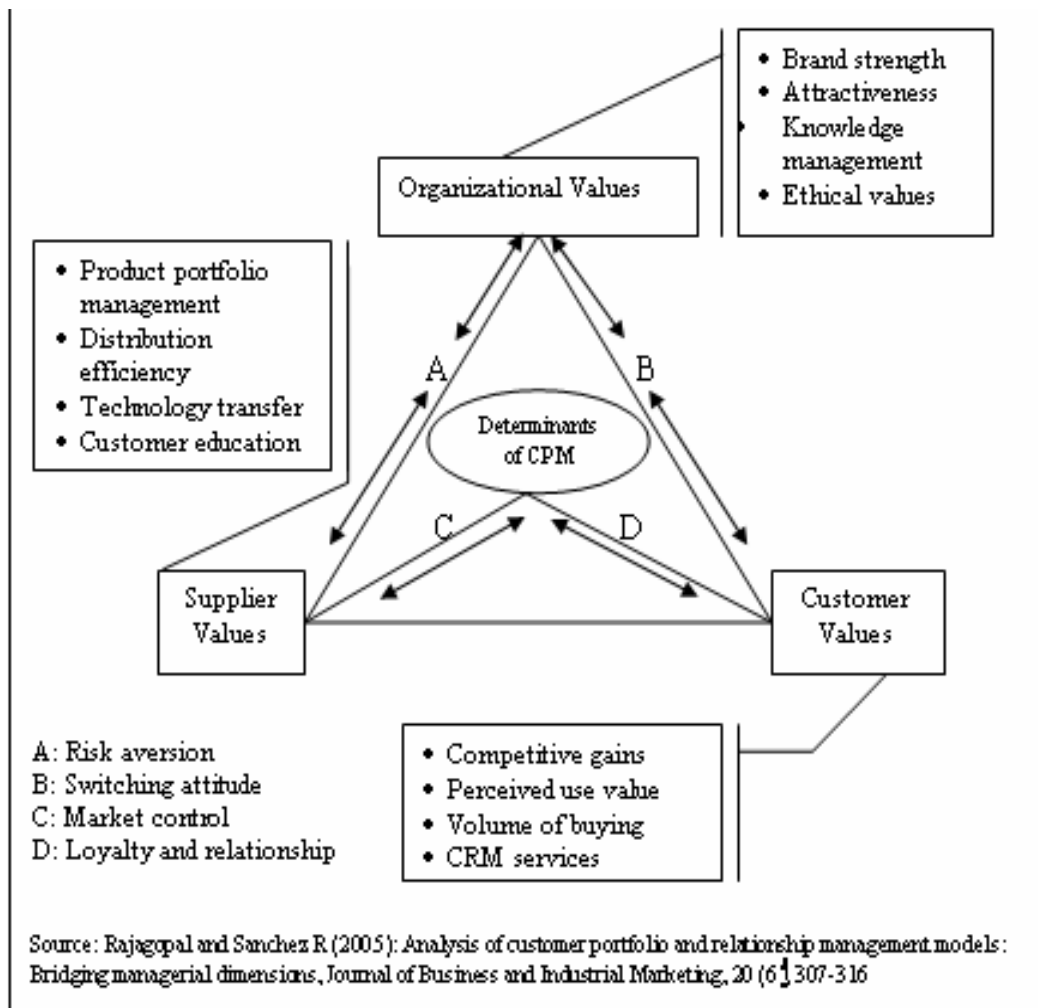 • Brand strength
• Attractiveness
• Knowledge
management
• Ethical values
Organizational Values
• Product portfolio
management
• Distribution
efficiency
• Technology transfer
• Customer education
A
B
Determinants
of CPM
C
D
Supplier
Values
Customer
Values
A: Risk aversion
B: Switching attitude
C: Market control
D: Loyalty and relationship
• Competitive gains
• Perceived use value
• Volume of buying
• CRM services
Source: Rajagopal and Sanchez R (2005): Analysis of customer portfolio and relationship management models:
Bridging managerial dimensions, Journal of Business and Industrial Marketing, 20 (6), 307-316